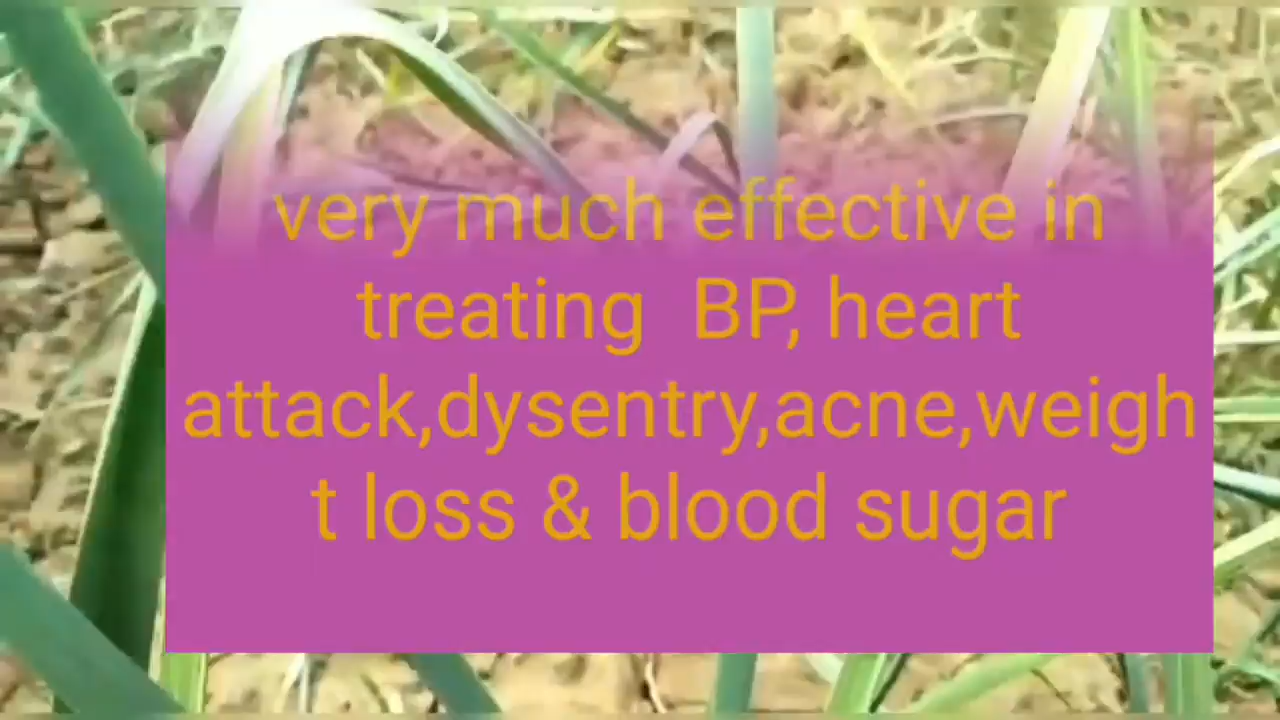 very much effective in
treating  BP, heart
attack,dysentry,acne,weigh
t loss & blood sugar